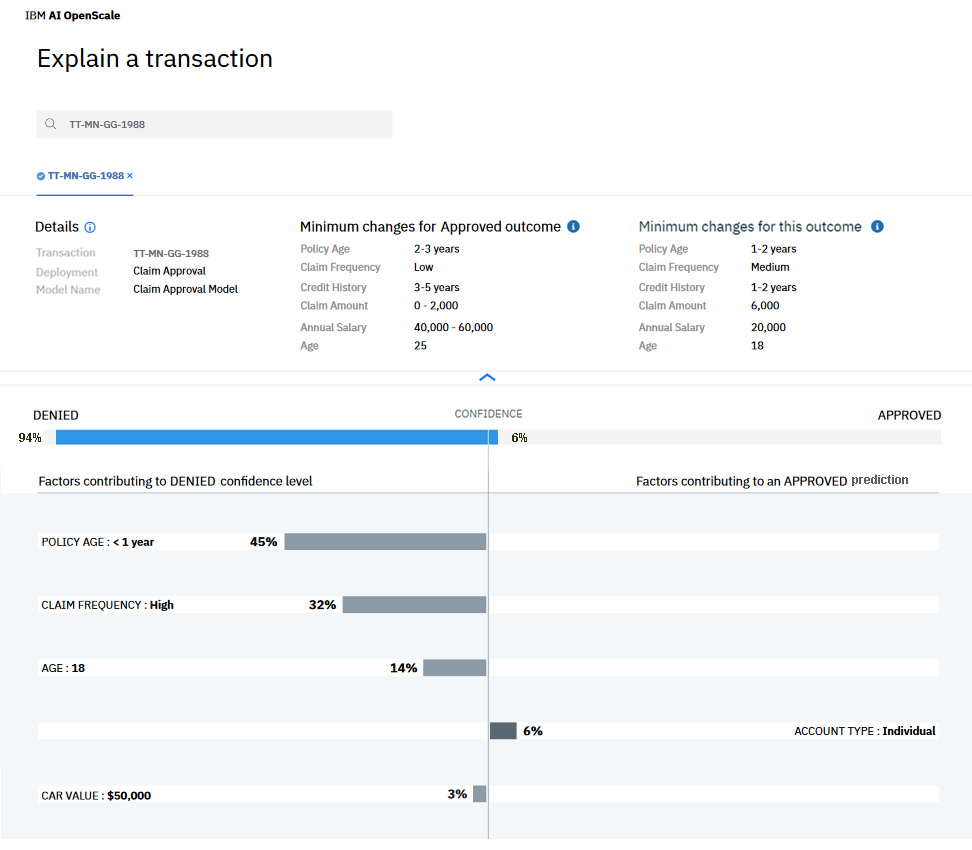 IBM AI OpenScale
Explain a transaction
TT-MN-GG-1988
TT-MN-GG-1988 ×
Details
Transaction TT-MN-GG-1988
Deployment Claim Approval
Model Name Claim Approval Model
Minimum changes for Approved outcome
Policy Age 2-3 years
Claim Frequency Low
Credit History 3-5 years
Claim Amount 0 - 2,000
Annual Salary 40,000 - 60,000
Age 25
Minimum changes for this outcome
Policy Age 1-2 years
Claim Frequency Medium
Credit History 1-2 years
Claim Amount 6,000
Annual Salary 20,000
Age 18
DENIED CONFIDENCE APPROVED
94% 6%
Factors contributing to DENIED confidence level Factors contributing to an APPROVED prediction
POLICY AGE : < 1 year 45%
CLAIM FREQUENCY : High 32%
AGE : 18 14%
6% ACCOUNT TYPE : Individual
CAR VALUE : $50,000 3%